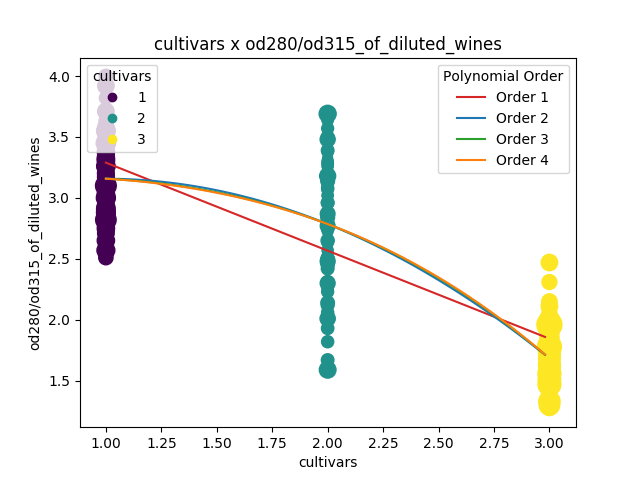 cultivars x od280/od315_of_diluted_wines
cultivars
1
2
3
Polynomial Order
Order 1
Order 2
Order 3
Order 4
od280/od315_of_diluted_wines
4.0
3.5
3.0
2.5
2.0
1.5
1.00 1.25 1.50 1.75 2.00 2.25 2.50 2.75 3.00
cultivars